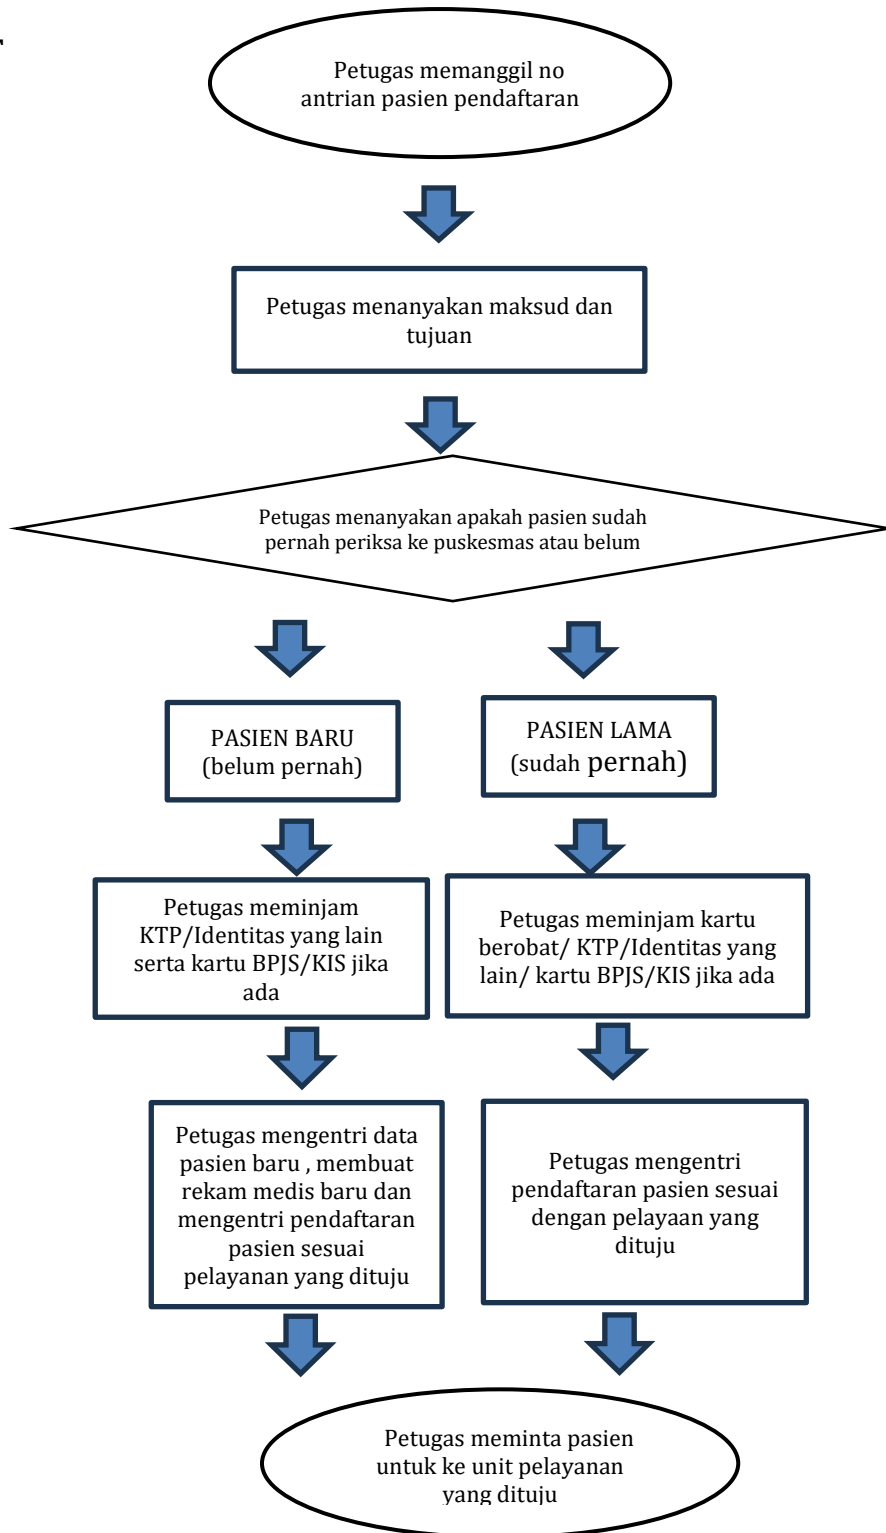 Petugas memanggil no
antrian pasien pendaftaran
Petugas menanyakan maksud dan
tujuan
Petugas menanyakan apakah pasien sudah
pernah periksa ke puskesmas atau belum
PASIEN BARU
(belum pernah)
PASIEN LAMA
(sudah pernah)
Petugas meminjam
KTP/Identitas yang lain
serta kartu BPJS/KIS jika
ada
Petugas meminjam kartu
berobat/ KTP/Identitas yang
lain/ kartu BPJS/KIS jika ada
Petugas mengentri data
pasien baru , membuat
rekam medis baru dan
mengentri pendaftaran
pasien sesuai
pelayanan yang dituju
Petugas mengentri
pendaftaran pasien sesuai
dengan pelayaan yang
dituju
Petugas meminta pasien
untuk ke unit pelayanan
yang dituju